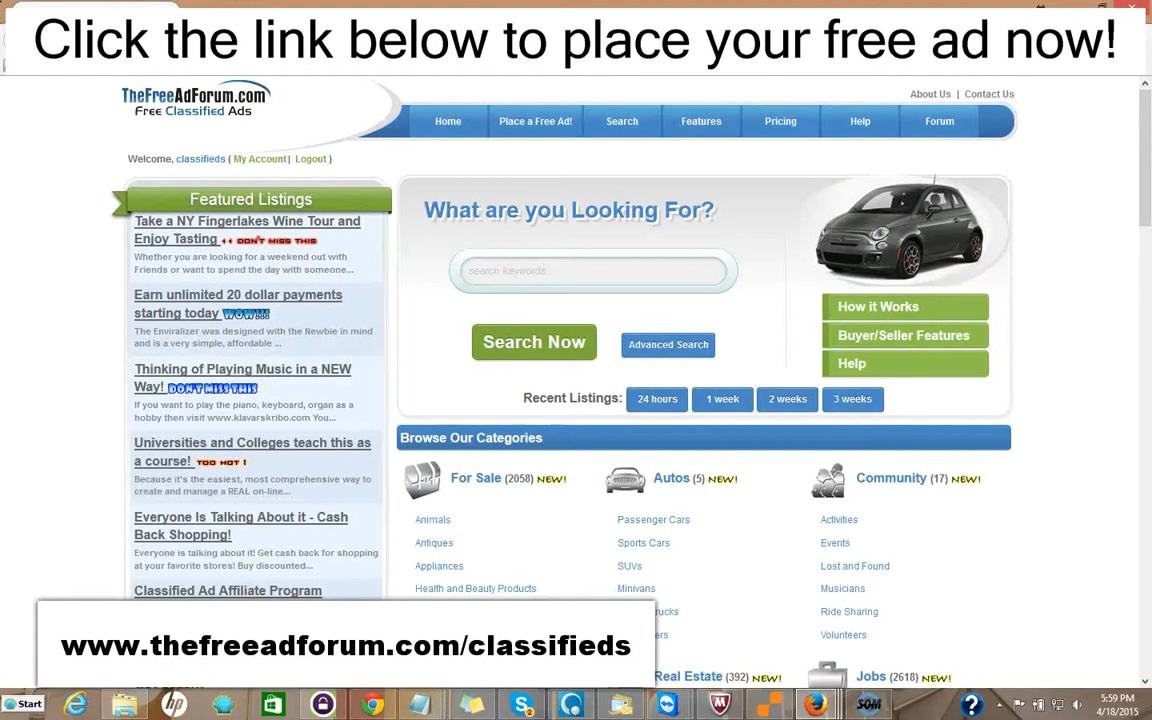 Click the link below to place your free ad now!
TheFreeAdForum.com
Free Classified Ads
About Us | Contact Us
Home
Place a Free Ad!
Search
Features
Pricing
Help
Forum
Welcome, classifieds ( My Account | Logout )
Featured Listings
Take a NY Fingerlakes Wine Tour and
Enjoy Tasting DON'T MISS THIS
Whether you are looking for a weekend out with
Friends or want to spend the day with someone...
Earn unlimited 20 dollar payments
starting today WOW!!!
The Enviralizer was designed with the Newbie in mind
and is a very simple, affordable ...
Thinking of Playing Music in a NEW
Way! DON'T MISS THIS
If you want to play the piano, keyboard, organ as a
hobby then visit www.klavarskribo.com You...
Universities and Colleges teach this as
a course! TOO HOT !
Because it's the easiest, most comprehensive way to
create and manage a REAL on-line...
Everyone Is Talking About it - Cash
Back Shopping!
Everyone is talking about it! Get cash back for shopping
at your favorite stores! Buy discounted...
Classified Ad Affiliate Program
What are you Looking For?
search keywords...
Search Now
Advanced Search
How it Works
Buyer/Seller Features
Help
Recent Listings:
24 hours
1 week
2 weeks
3 weeks
Browse Our Categories
For Sale (2058) NEW!
Animals
Antiques
Appliances
Health and Beauty Products
Autos (5) NEW!
Passenger Cars
Sports Cars
SUVs
Minivans
Community (17) NEW!
Activities
Events
Lost and Found
Musicians
Ride Sharing
Volunteers
Real Estate (392) NEW!
Jobs (2618) NEW!
www.thefreeadforum.com/classifieds
Start
5:59 PM
4/18/2015